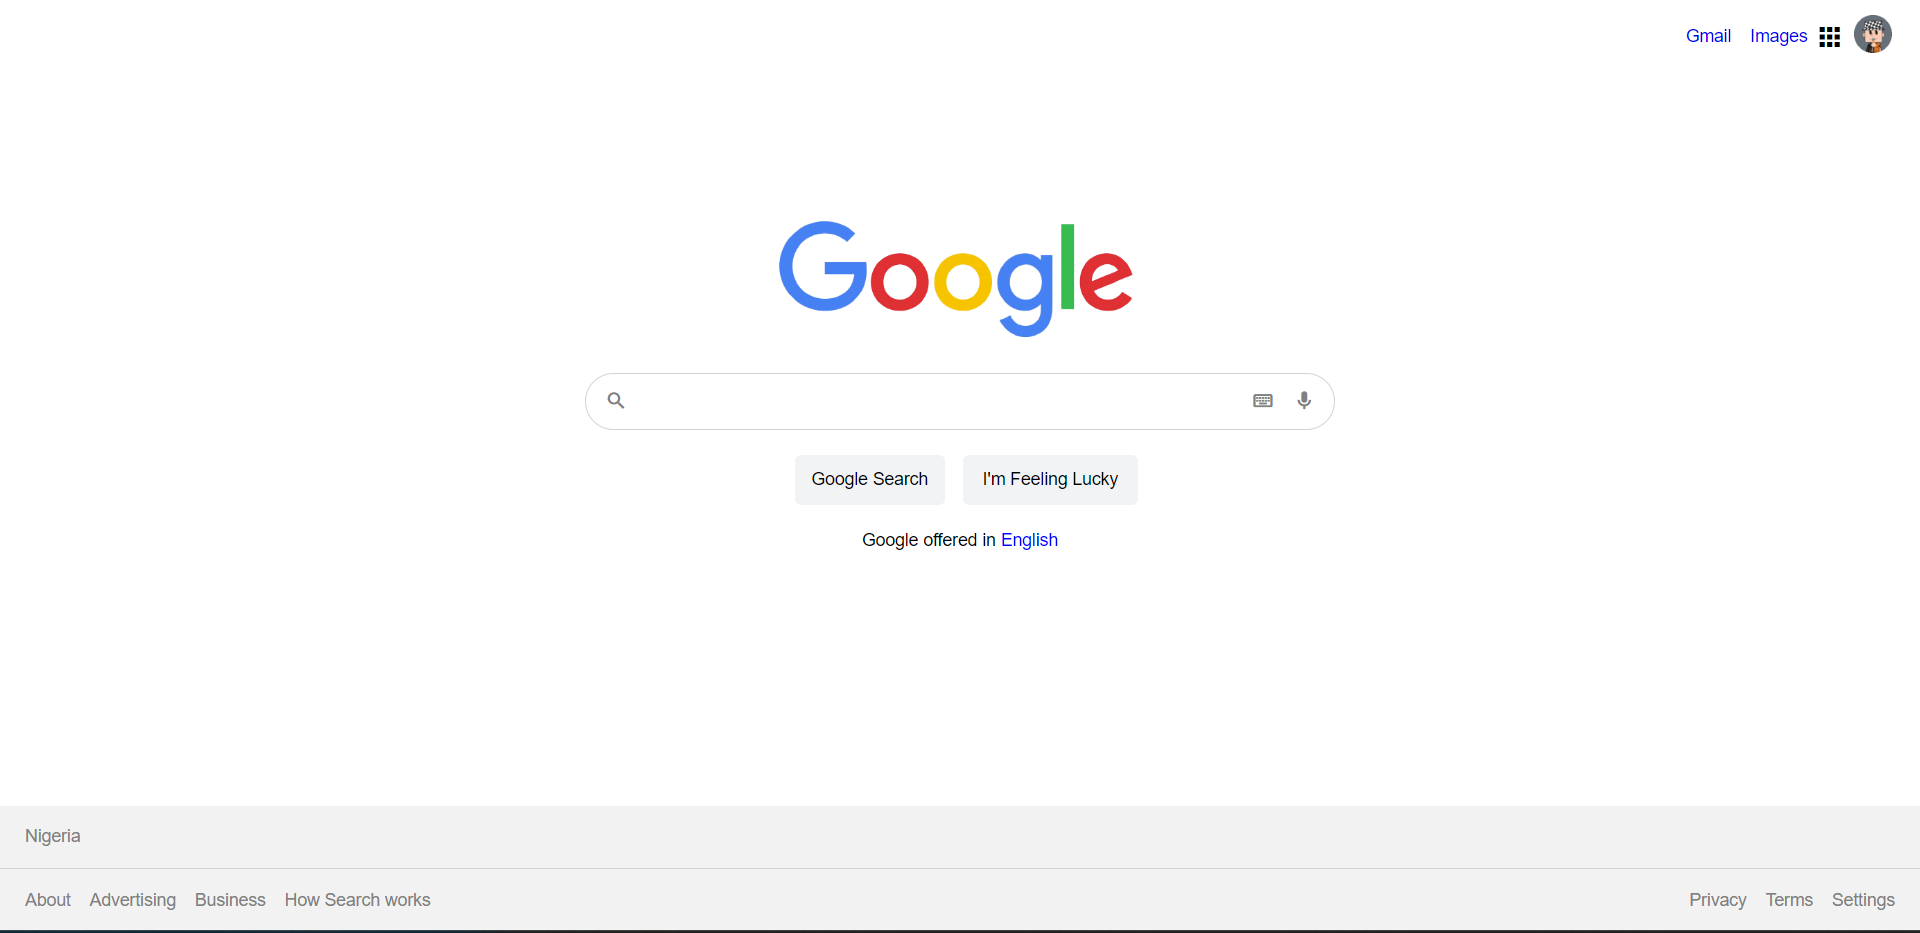 Gmail Images
Google
Google Search I'm Feeling Lucky
Google offered in English
Nigeria
About Advertising Business How Search works Privacy Terms Settings